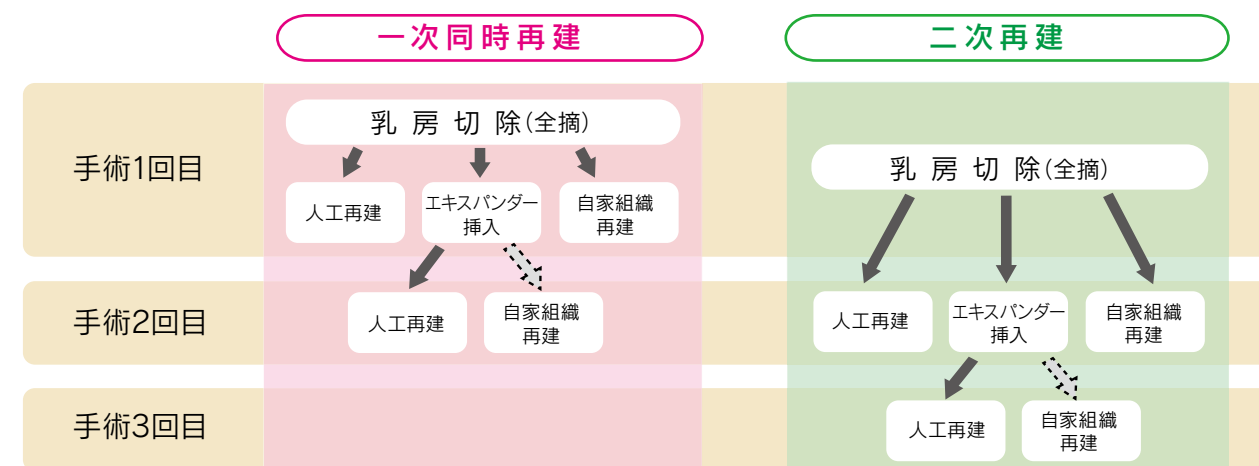 一次同時再建
二次再建
手術1回目
乳房切除(全摘)
人工再建
エキスパンダー
挿入
自家組織
再建
乳房切除(全摘)
手術2回目
人工再建
自家組織
再建
人工再建
エキスパンダー
挿入
自家組織
再建
手術3回目
人工再建
自家組織
再建